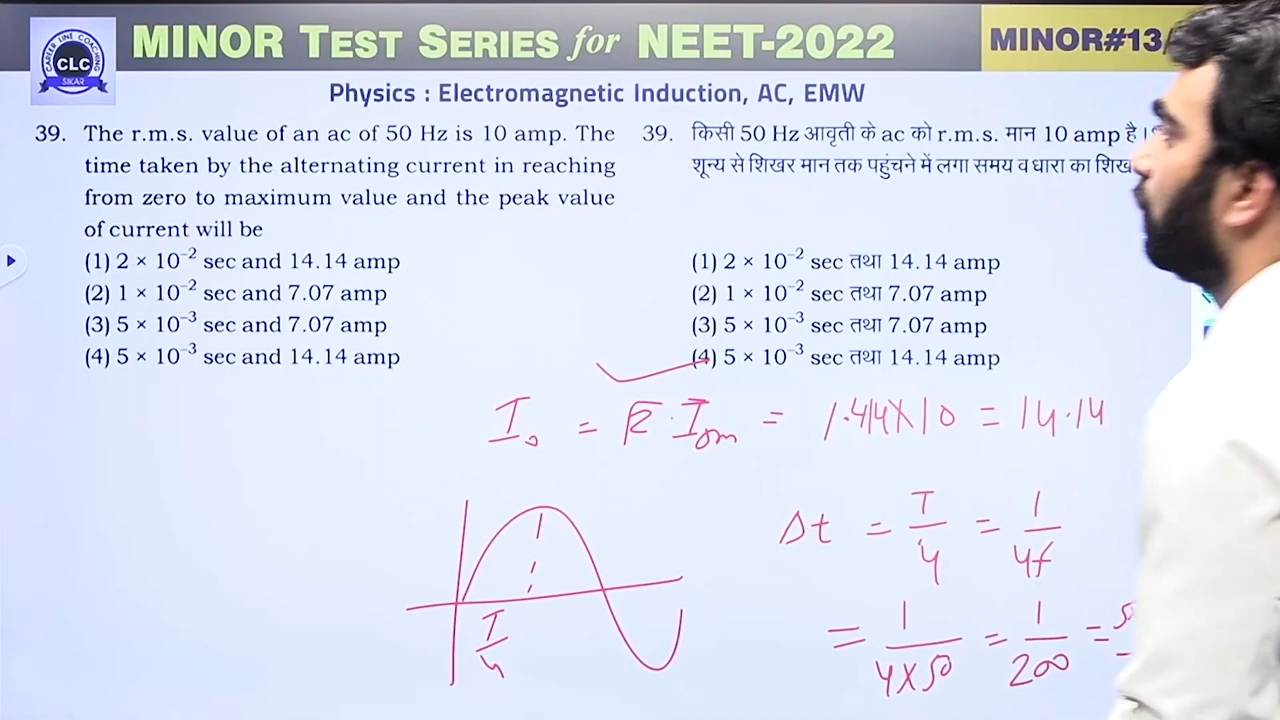 CAREER LINE COACHING
CLC
SIKAR
MINOR TEST SERIES for NEET-2022
MINOR#13/
Physics : Electromagnetic Induction, AC, EMW
39. The r.m.s. value of an ac of 50 Hz is 10 amp. The
time taken by the alternating current in reaching
from zero to maximum value and the peak value
of current will be
(1) 2 × 10⁻² sec and 14.14 amp
(2) 1 × 10⁻² sec and 7.07 amp
(3) 5 × 10⁻³ sec and 7.07 amp
(4) 5 × 10⁻³ sec and 14.14 amp
39. किसी 50 Hz आवृती के ac को r.m.s. मान 10 amp है।
शून्य से शिखर मान तक पहुंचने में लगा समय व धारा का
(1) 2 × 10⁻² sec तथा 14.14 amp
(2) 1 × 10⁻² sec तथा 7.07 amp
(3) 5 × 10⁻³ sec तथा 7.07 amp
(4) 5 × 10⁻³ sec तथा 14.14 amp
I₀ = √2 · Iᵣₘ = 1.414×10 = 14.14
Δt = T/4 = 1/4f
= 1/4×50 = 1/200 =
T/4